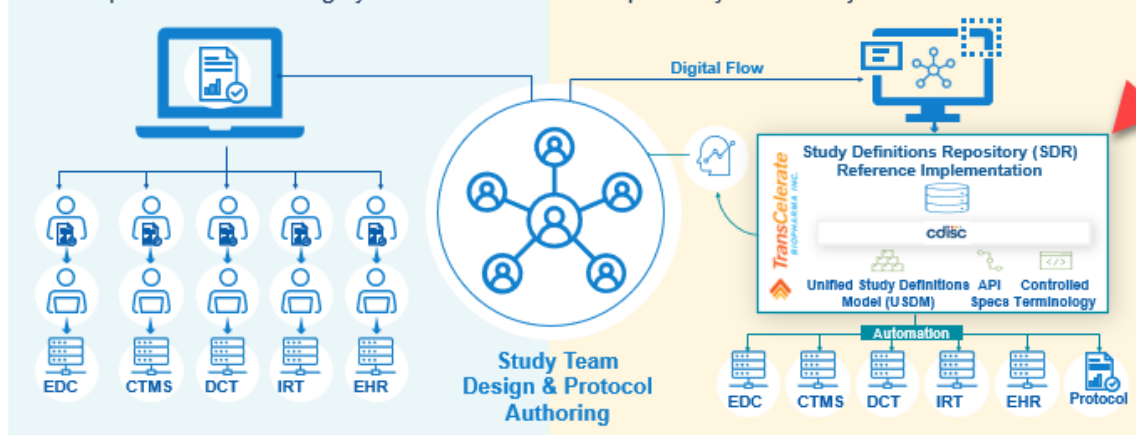 Digital Flow
Study Definitions Repository (SDR)
Reference Implementation
TransCelerate
BIOPHARMA INC.
cdisc
Unified Study Definitions
Model (USDM)
API
Specs
Controlled
Terminology
Automation
EDC
CTMS
DCT
IRT
EHR
Study Team
Design & Protocol
Authoring
EDC
CTMS
DCT
IRT
EHR
Protocol